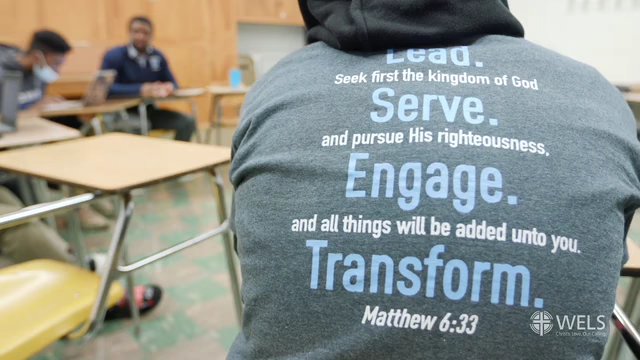 Lead.
Seek first the kingdom of God
Serve.
and pursue His righteousness,
Engage.
and all things will be added unto you.
Transform.
Matthew 6:33
WELS